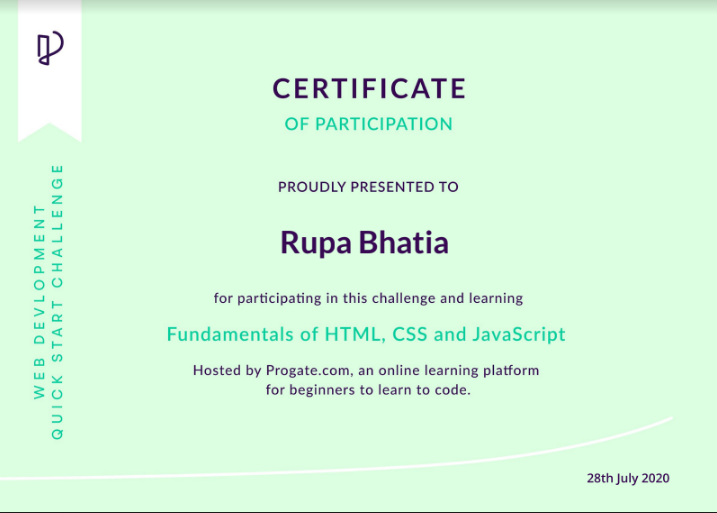 CERTIFICATE
OF PARTICIPATION
PROUDLY PRESENTED TO
Rupa Bhatia
for participating in this challenge and learning
Fundamentals of HTML, CSS and JavaScript
Hosted by Progate.com, an online learning platform
for beginners to learn to code.
28th July 2020
WEB DEVLOPMENT
QUICK START CHALLENGE